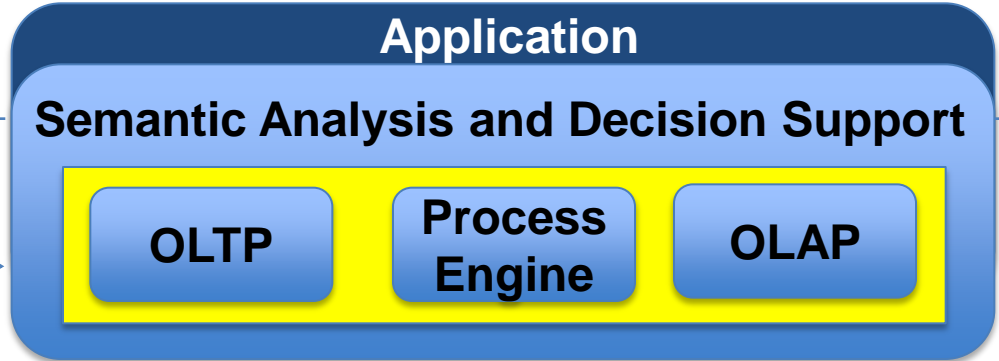 Application
Semantic Analysis and Decision Support
OLTP
Process
Engine
OLAP